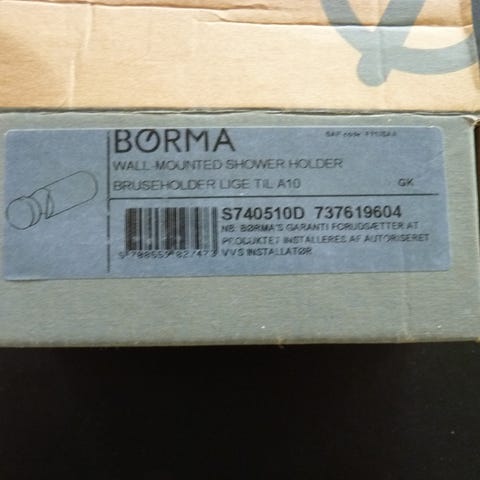 BØRMA
WALL-MOUNTED SHOWER HOLDER
BRUSEHOLDER LIGE TIL A10
GK
S740510D 737619604
NB: BØRMA'S GARANTI FORUDSÆTTER AT
PRODUKTET INSTALLERES AF AUTORISERET
VVS INSTALLATØR